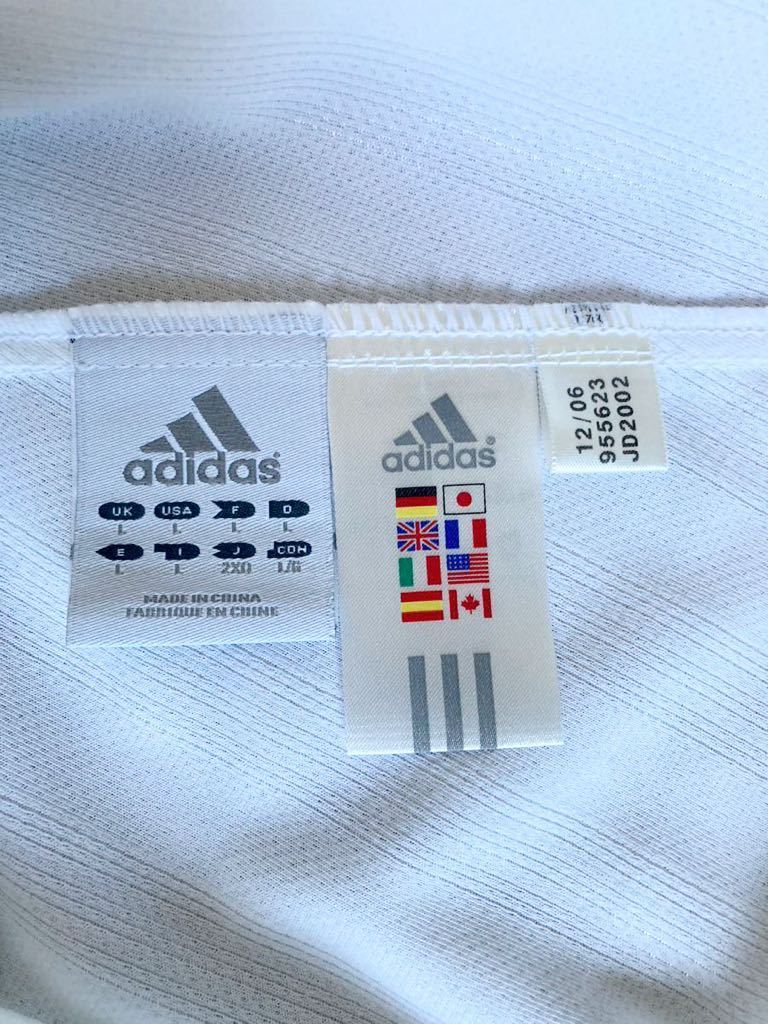 adidas
UK USA F D
L L L L
E I J CDN
L L 2XO L/G
MADE IN CHINA
FABRIQUE EN CHINE
adidas®
12/06
955623
JD2002